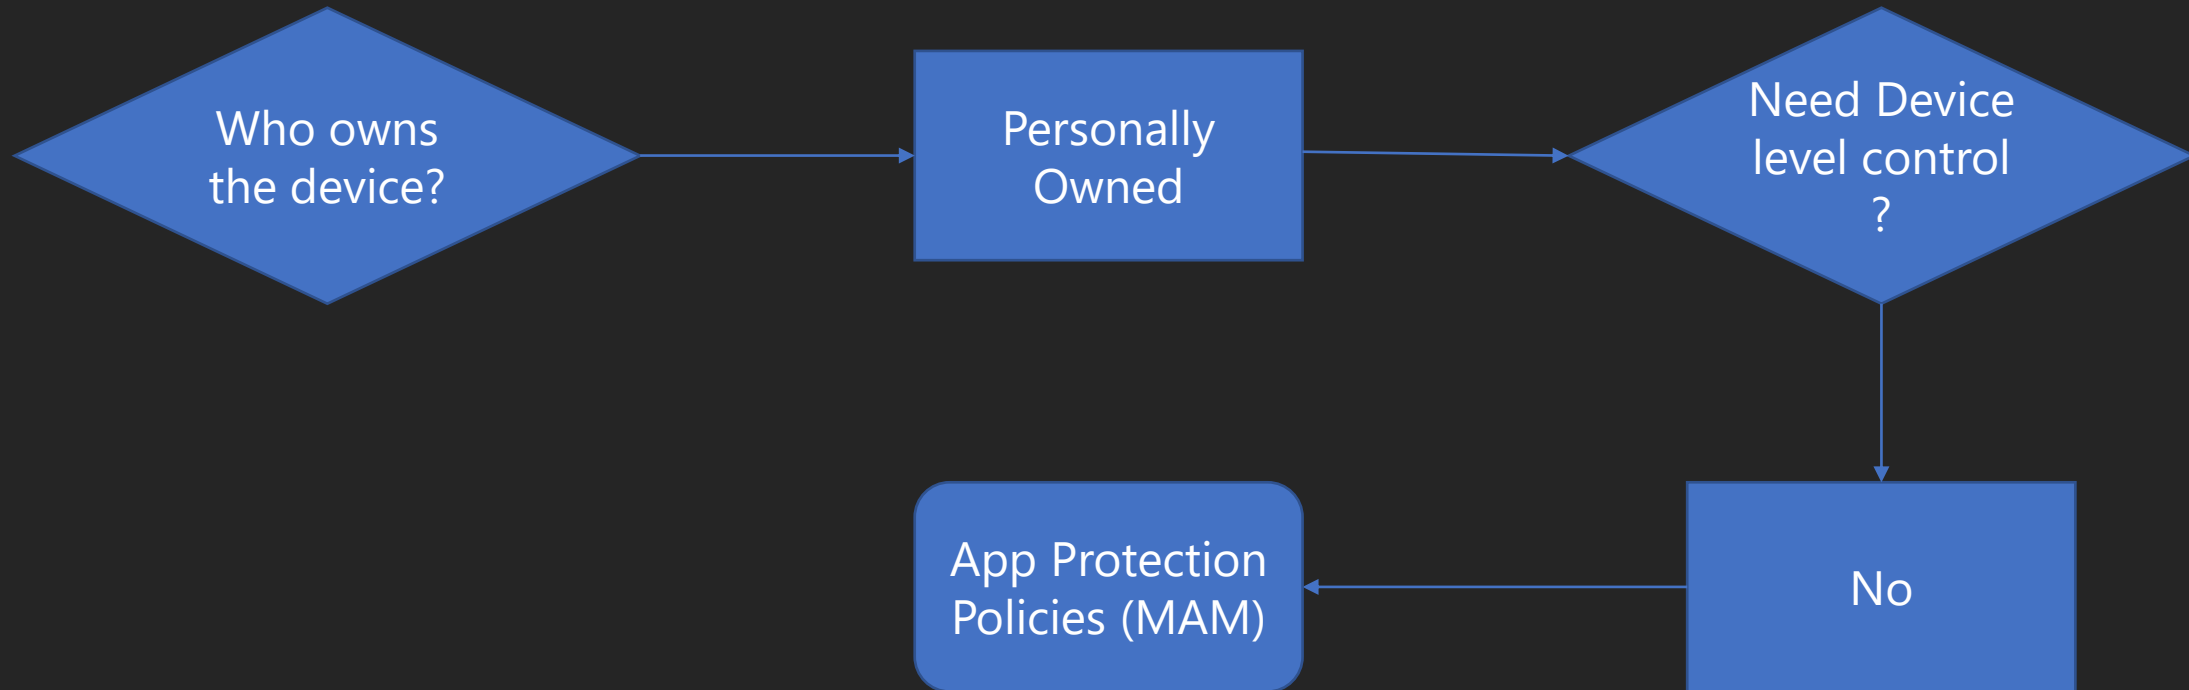 Who owns
the device?
Personally
Owned
Need Device
level control
?
App Protection
Policies (MAM)
No